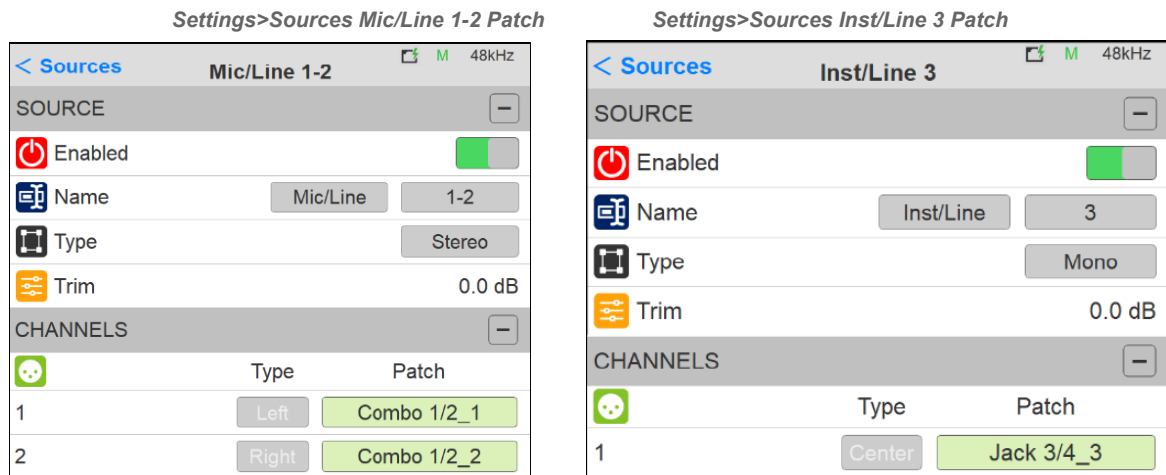 Settings>Sources Mic/Line 1-2 Patch
< Sources
Mic/Line 1-2
M 48kHz
SOURCE
Enabled
Name Mic/Line 1-2
Type Stereo
Trim 0.0 dB
CHANNELS
Type Patch
1 Left Combo 1/2_1
2 Right Combo 1/2_2
Settings>Sources Inst/Line 3 Patch
< Sources
Inst/Line 3
M 48kHz
SOURCE
Enabled
Name Inst/Line 3
Type Mono
Trim 0.0 dB
CHANNELS
Type Patch
1 Center Jack 3/4_3